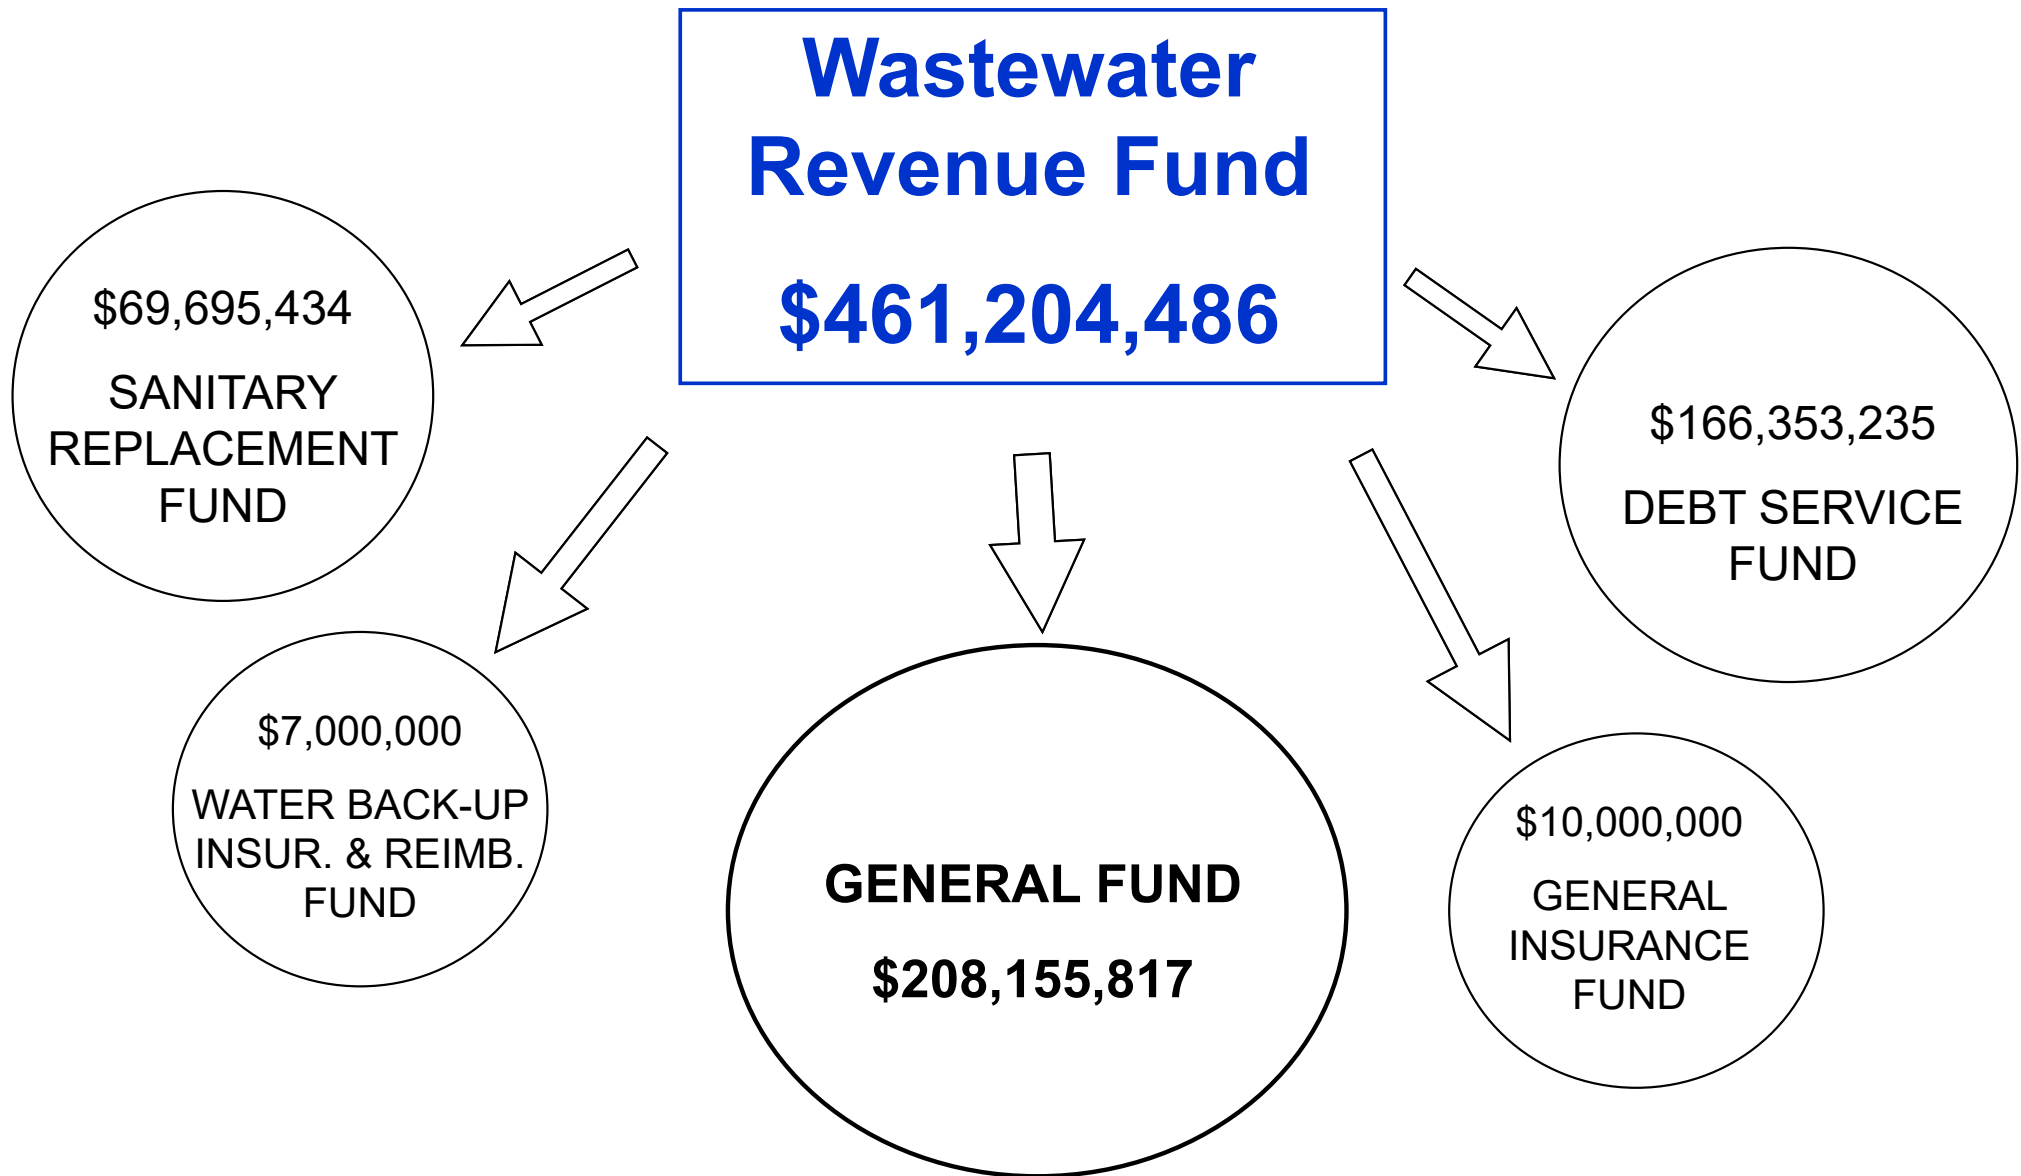 Wastewater
Revenue Fund
$461,204,486
$69,695,434
SANITARY
REPLACEMENT
FUND
$166,353,235
DEBT SERVICE
FUND
$7,000,000
WATER BACK-UP
INSUR. & REIMB.
FUND
GENERAL FUND
$208,155,817
$10,000,000
GENERAL
INSURANCE
FUND